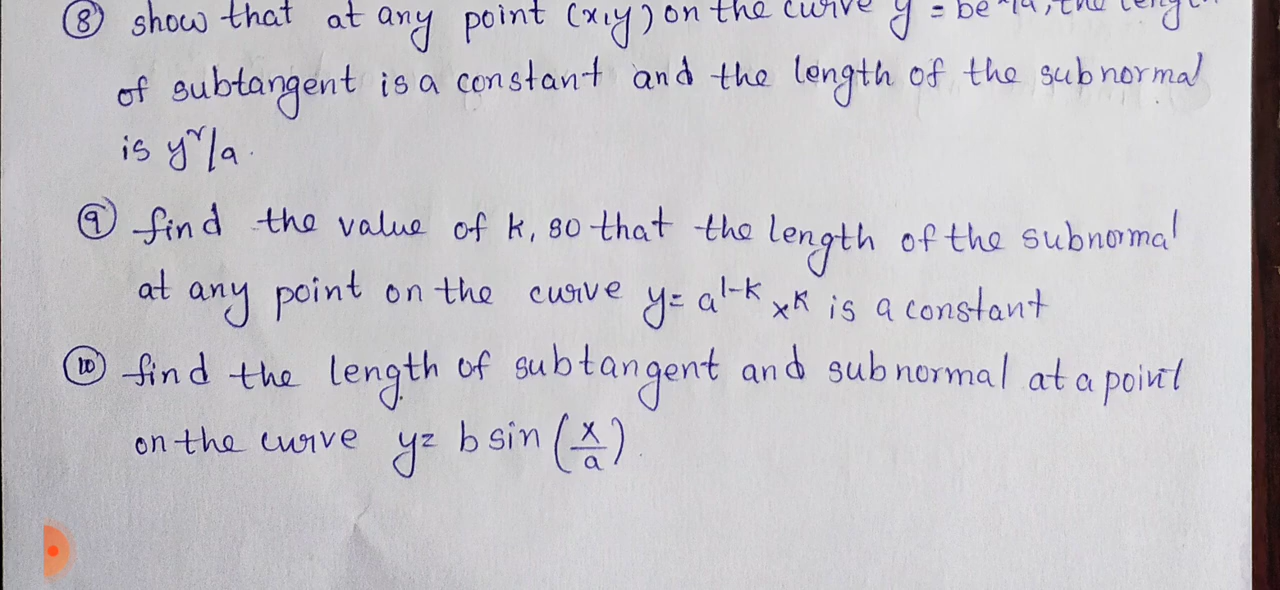 ⑧ show that at any point (x,y) on the curve y = be^x/a, the length
of subtangent is a constant and the length of the subnormal
is y²/a.
⑨ find the value of k, so that the length of the subnormal
at any point on the curve y = a^1-k x^k is a constant
⑩ find the length of subtangent and subnormal at a point
on the curve y = b sin (x/a).